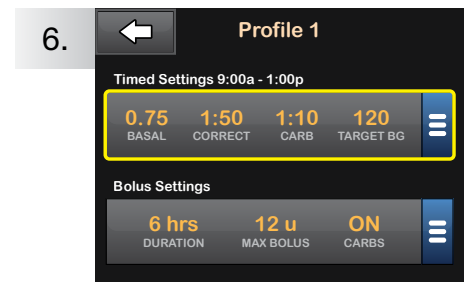 6.
Profile 1
Timed Settings 9:00a - 1:00p
0.75 1:50 1:10 120
BASAL CORRECT CARB TARGET BG
Bolus Settings
6 hrs 12 u ON
DURATION MAX BOLUS CARBS